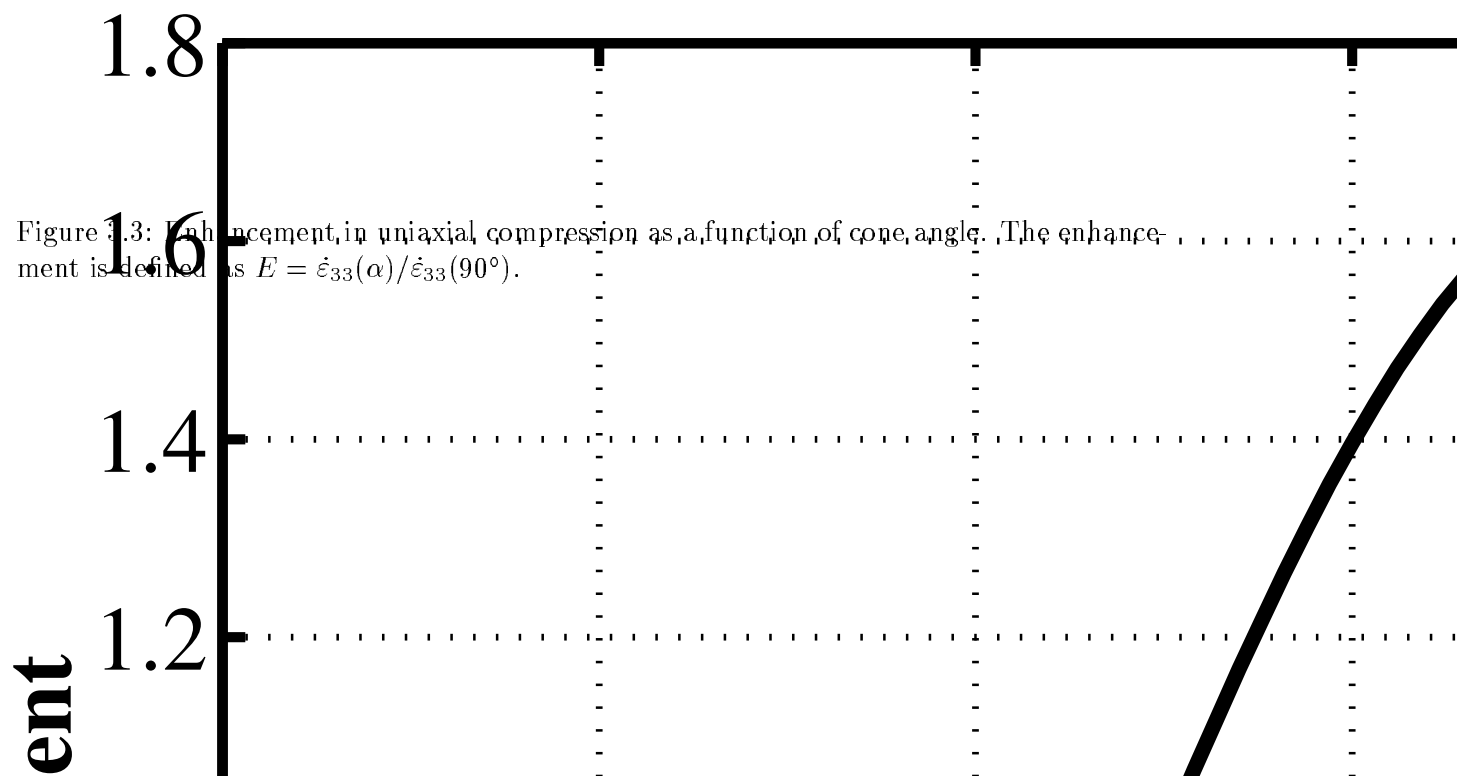 1.8
Figure 3.3: Enhancement in uniaxial compression as a function of cone angle. The enhance-
ment is defined as E = ε̇₃₃(α)/ε̇₃₃(90°).
1.6
1.4
1.2
ent